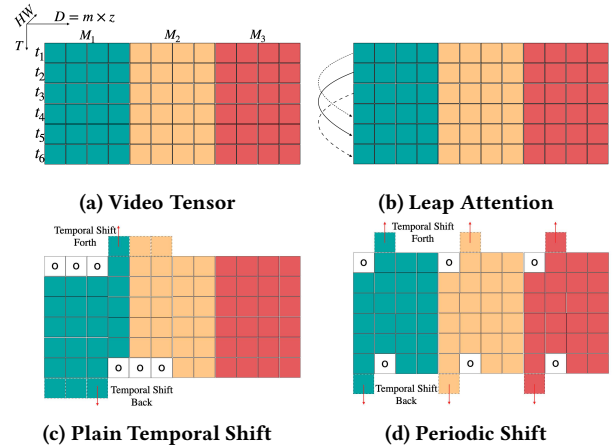 HW
D = m × z
T
M₁ M₂ M₃
t₁
t₂
t₃
t₄
t₅
t₆
(a) Video Tensor
(b) Leap Attention
Temporal Shift
Forth
o o o
o o o
Temporal Shift
Back
(c) Plain Temporal Shift
Temporal Shift
Forth
o o o
o o o
Temporal Shift
Back
(d) Periodic Shift